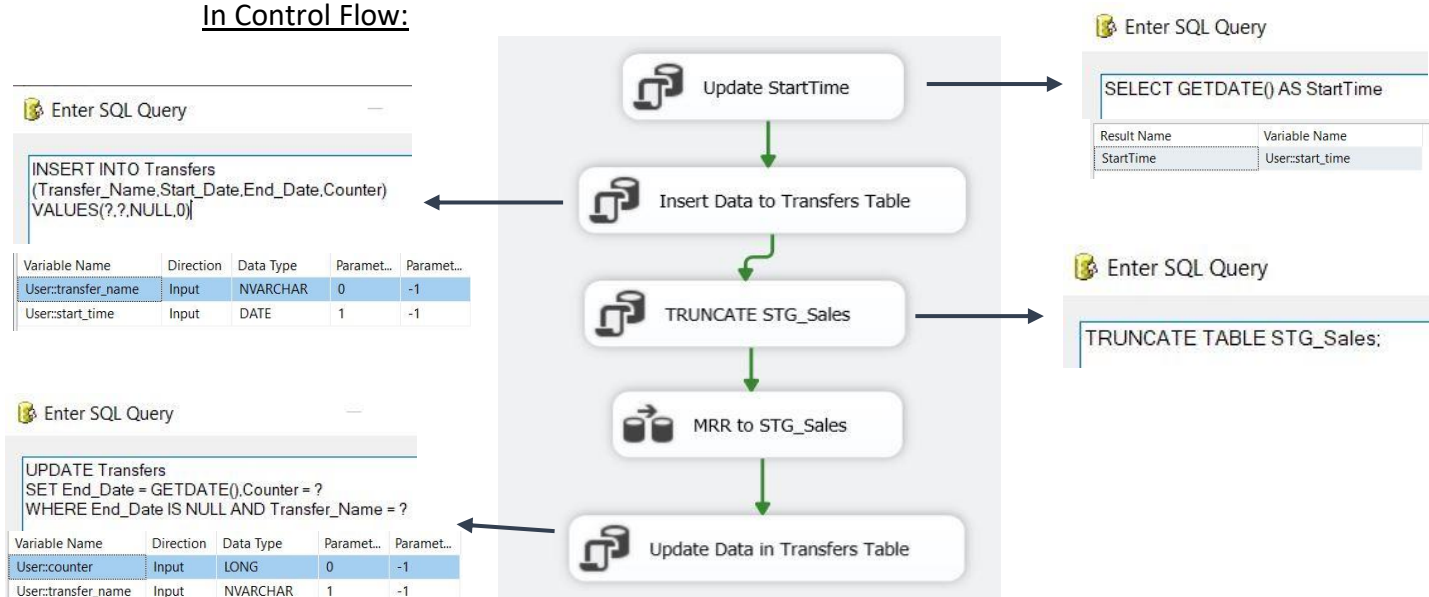 In Control Flow:
Enter SQL Query
INSERT INTO Transfers
(Transfer_Name,Start_Date,End_Date,Counter)
VALUES(?,?,NULL,0)
Variable Name Direction Data Type Paramet... Paramet...
User::transfer_name Input NVARCHAR 0 -1
User::start_time Input DATE 1 -1
Enter SQL Query
UPDATE Transfers
SET End_Date = GETDATE(),Counter = ?
WHERE End_Date IS NULL AND Transfer_Name = ?
Variable Name Direction Data Type Paramet... Paramet...
User::counter Input LONG 0 -1
User::transfer_name Input NVARCHAR 1 -1
Update StartTime
Insert Data to Transfers Table
TRUNCATE STG_Sales
MRR to STG_Sales
Update Data in Transfers Table
Enter SQL Query
SELECT GETDATE() AS StartTime
Result Name Variable Name
StartTime User::start_time
Enter SQL Query
TRUNCATE TABLE STG_Sales;